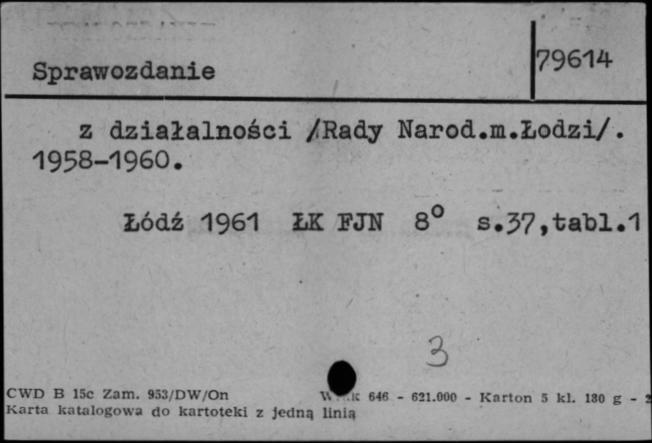 79614
Sprawozdanie
z działalności /Rady Narod.m.Łodzi/.
1958-1960.
Łódź 1961 ŁK FJN 8° s.37,tabl.1
3
CWD B 15c Zam. 953/DW/On 646 - 621.000 - Karton 5 kl. 180 g -
Karta katalogowa do kartoteki z jedną linią